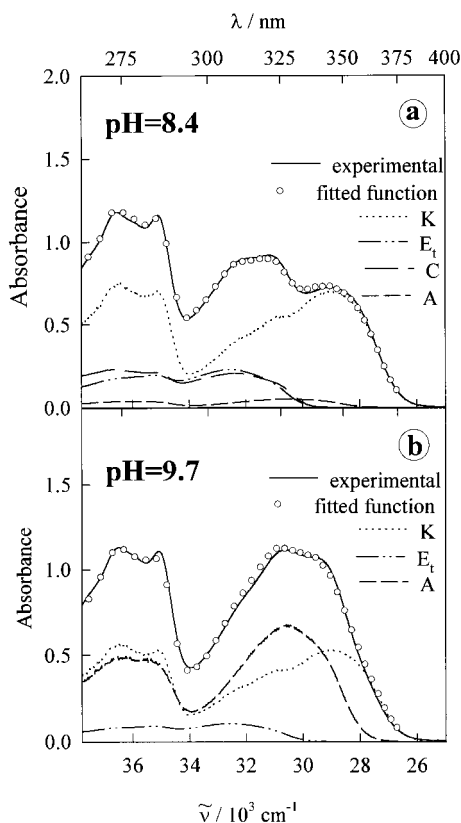 λ / nm
275 300 325 350 375
2.0
1.5
1.0
0.5
0.0
Absorbance
pH=8.4
a
experimental
fitted function
K
Et
C
A
1.5
1.0
0.5
0.0
Absorbance
pH=9.7
b
experimental
fitted function
K
Et
A
36 34 32 30 28 26
ν̃ / 10³ cm⁻¹